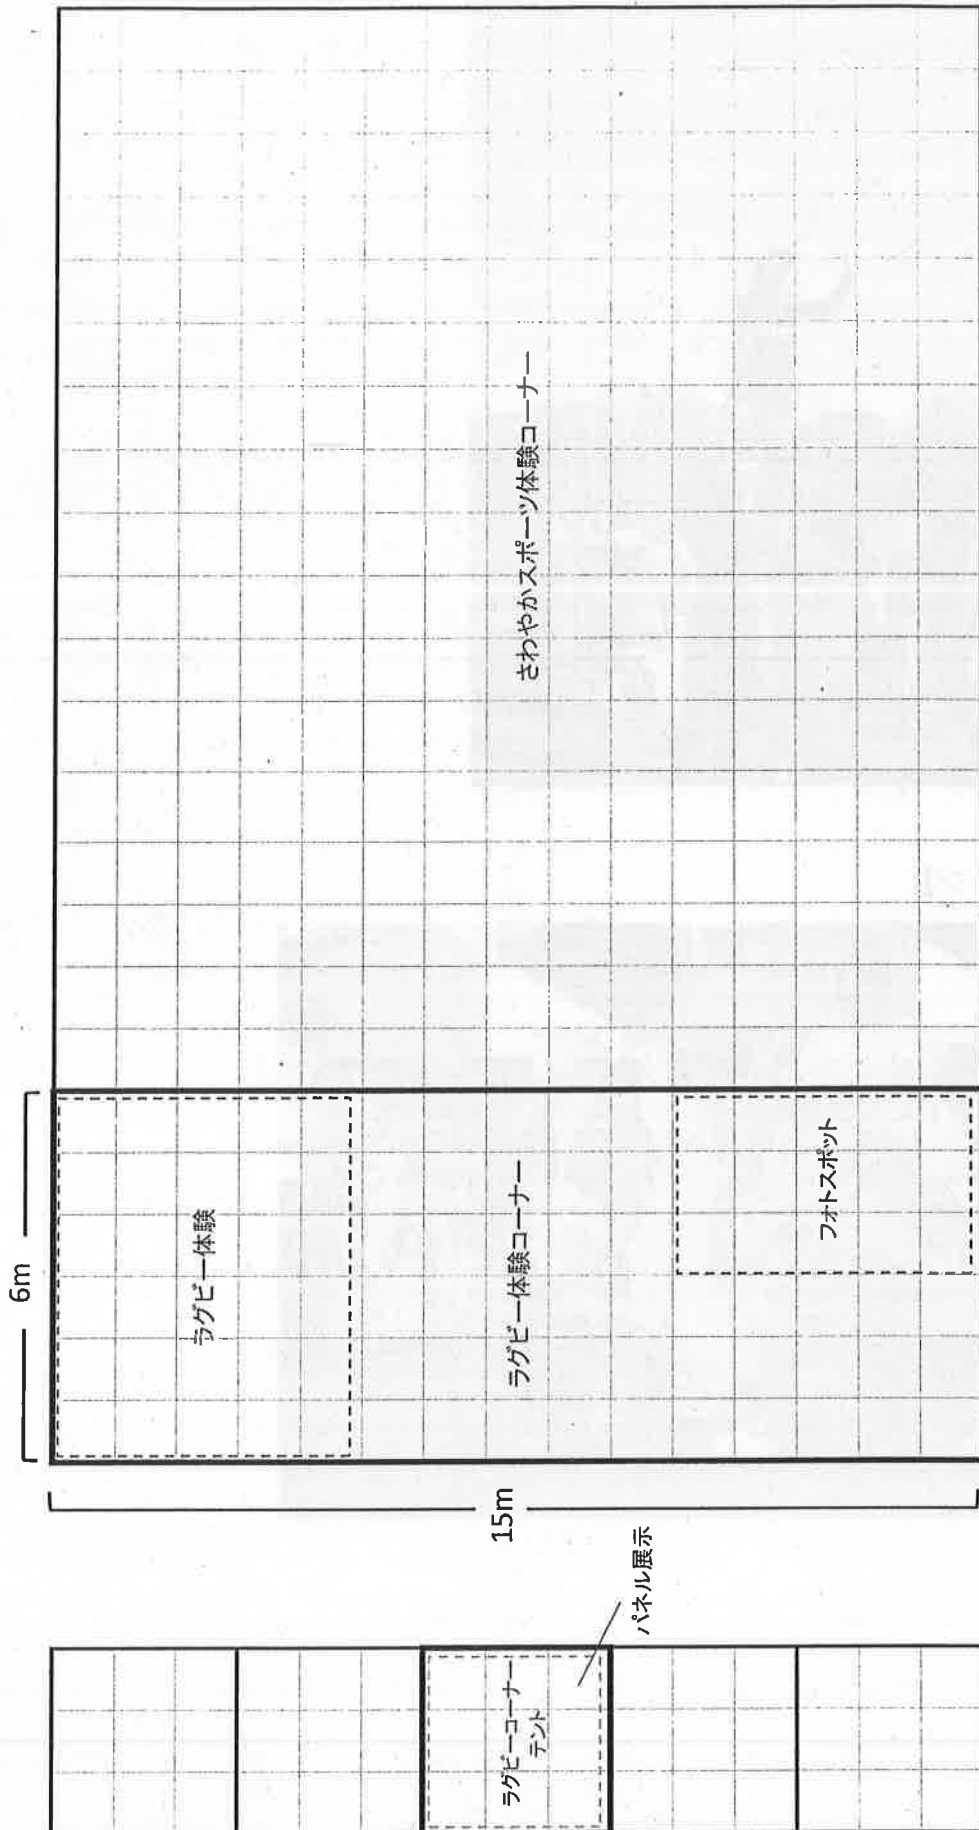 6m
ラグビー体験
さわやかスポーツ体験コーナー
ラグビー体験コーナー
フォトスポット
15m
パネル展示
ラグビーコーナー
テント